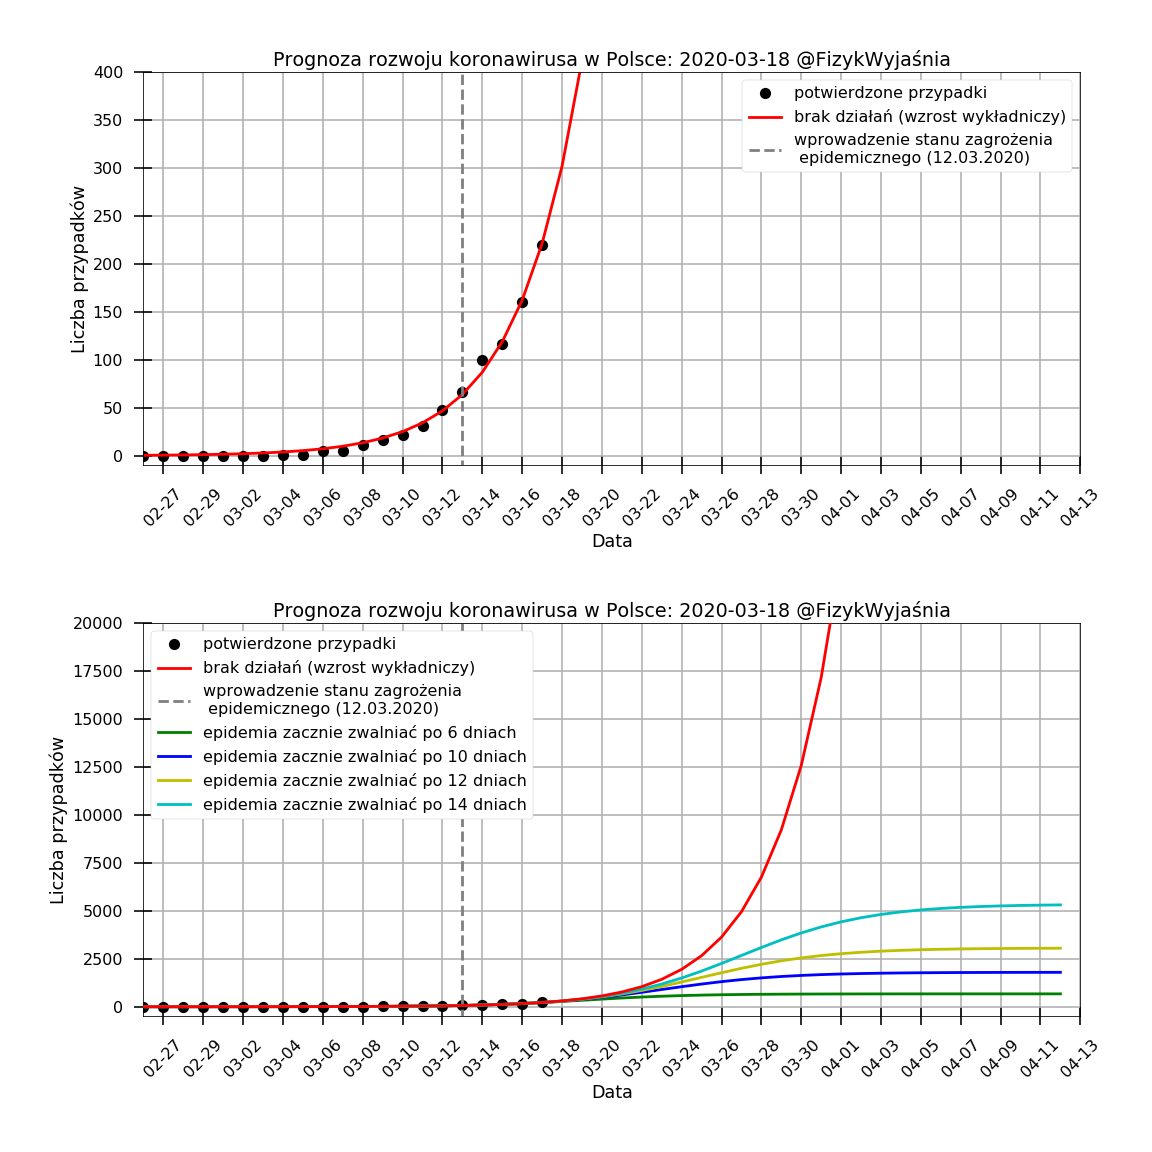 Prognoza rozwoju koronawirusa w Polsce: 2020-03-18 @FizykWyjaśnia
400
350
300
250
200
150
100
50
0
Liczba przypadków
potwierdzone przypadki
brak działań (wzrost wykładniczy)
wprowadzenie stanu zagrożenia
epidemicznego (12.03.2020)
02-27 02-29 03-02 03-04 03-06 03-08 03-10 03-12 03-14 03-16 03-18 03-20 03-22 03-24 03-26 03-28 03-30 04-01 04-03 04-05 04-07 04-09 04-11 04-13
Data
Prognoza rozwoju koronawirusa w Polsce: 2020-03-18 @FizykWyjaśnia
20000
17500
15000
12500
10000
7500
5000
2500
0
Liczba przypadków
potwierdzone przypadki
brak działań (wzrost wykładniczy)
wprowadzenie stanu zagrożenia
epidemicznego (12.03.2020)
epidemia zacznie zwalniać po 6 dniach
epidemia zacznie zwalniać po 10 dniach
epidemia zacznie zwalniać po 12 dniach
epidemia zacznie zwalniać po 14 dniach
02-27 02-29 03-02 03-04 03-06 03-08 03-10 03-12 03-14 03-16 03-18 03-20 03-22 03-24 03-26 03-28 03-30 04-01 04-03 04-05 04-07 04-09 04-11 04-13
Data